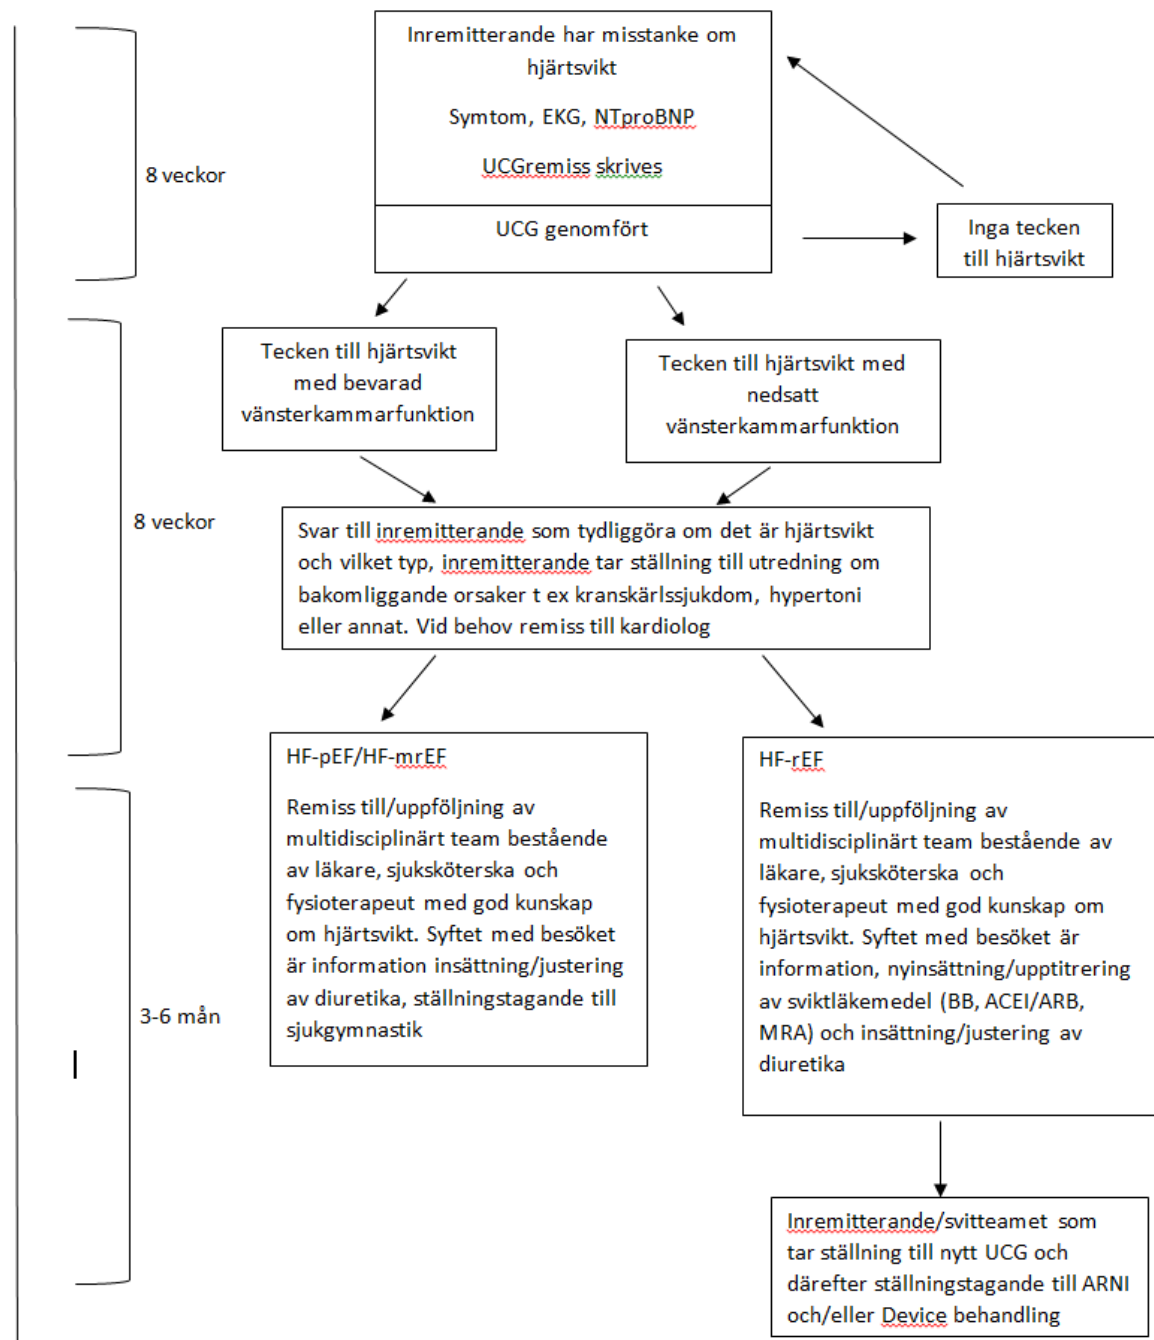 Inremitterande har misstanke om
hjärtsvikt
Symtom, EKG, NTproBNP
UCGremiss skrives
8 veckor
UCG genomfört
Inga tecken
till hjärtsvikt
Tecken till hjärtsvikt
med bevarad
vänsterkammarfunktion
Tecken till hjärtsvikt med
nedsatt
vänsterkammarfunktion
8 veckor
Svar till inremitterande som tydliggöra om det är hjärtsvikt
och vilket typ, inremitterande tar ställning till utredning om
bakomliggande orsaker t ex kranskärlssjukdom, hypertoni
eller annat. Vid behov remiss till kardiolog
HF-pEF/HF-mrEF
Remiss till/uppföljning av
multidisciplinärt team bestående
av läkare, sjuksköterska och
fysioterapeut med god kunskap
om hjärtsvikt. Syftet med besöket
är information insättning/justering
av diuretika, ställningstagande till
sjukgymnastik
HF-rEF
Remiss till/uppföljning av
multidisciplinärt team bestående av
läkare, sjuksköterska och
fysioterapeut med god kunskap om
hjärtsvikt. Syftet med besöket är
information, nyinsättning/upptitrering
av sviktläkemedel (BB, ACEI/ARB,
MRA) och insättning/justering av
diuretika
3-6 mån
Inremitterande/svitteamet som
tar ställning till nytt UCG och
därefter ställningstagande till ARNI
och/eller Device behandling